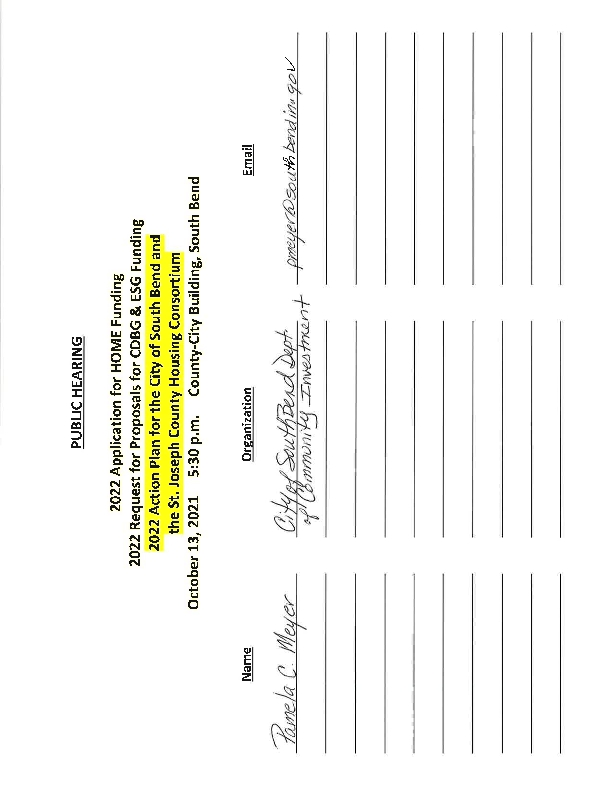 PUBLIC HEARING
2022 Application for HOME Funding
2022 Request for Proposals for CDBG & ESG Funding
2022 Action Plan for the City of South Bend and
the St. Joseph County Housing Consortium
October 13, 2021 5:30 p.m. County-City Building, South Bend
Name Organization Email
Pamela C. Meyer City of South Bend Dept. pmeyer@southbendin.gov
of Community Investment